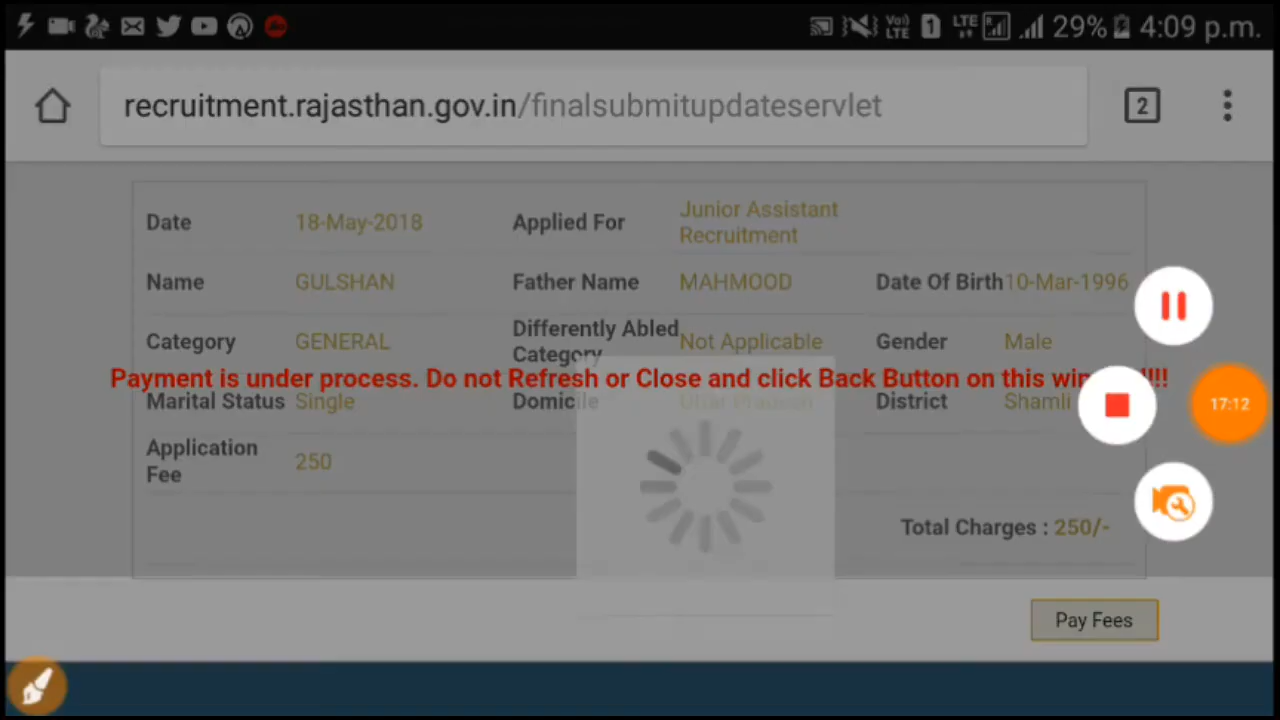 29% 4:09 p.m.
recruitment.rajasthan.gov.in/finalsubmitupdateservlet
2
Date 18-May-2018 Applied For Junior Assistant Recruitment
Name GULSHAN Father Name MAHMOOD Date Of Birth 10-Mar-1996
Category GENERAL Differently Abled Category Not Applicable Gender Male
Payment is under process. Do not Refresh or Close and click Back Button on this
Marital Status Single Domicile Uttar Pradesh District Shamli
17:12
Application Fee 250
Total Charges : 250/-
Pay Fees